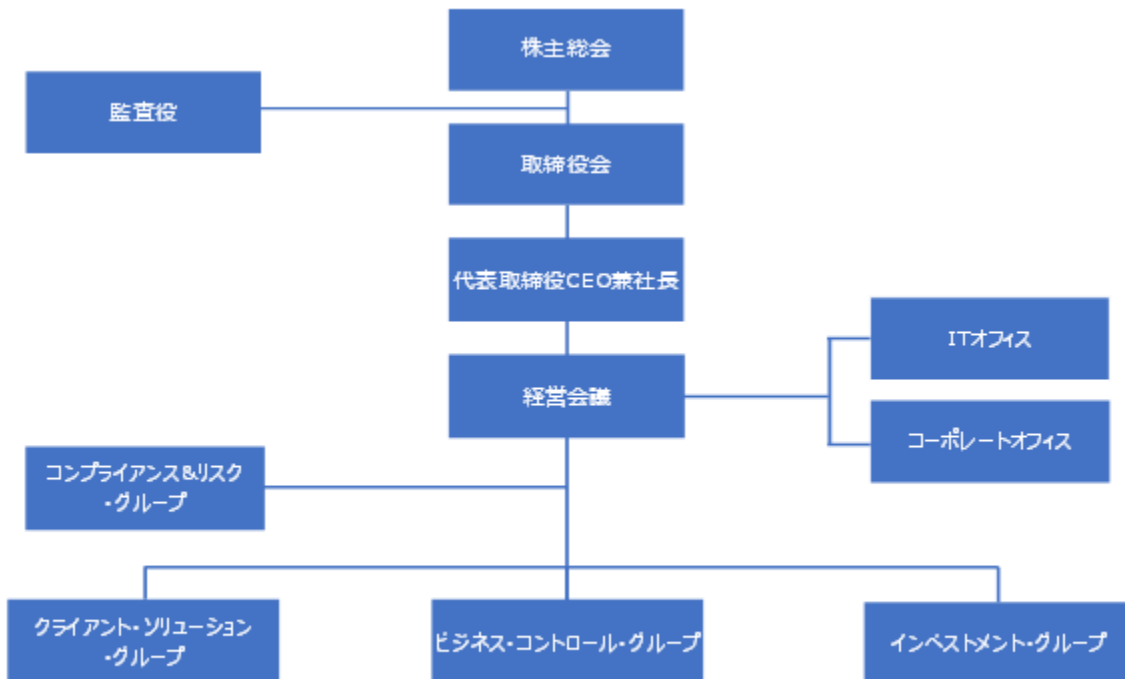 株主総会
監査役
取締役会
代表取締役CEO兼社長
ITオフィス
経営会議
コーポレートオフィス
コンプライアンス&リスク
・グループ
クライアント・ソリューション
・グループ
ビジネス・コントロール・グループ
インベストメント・グループ